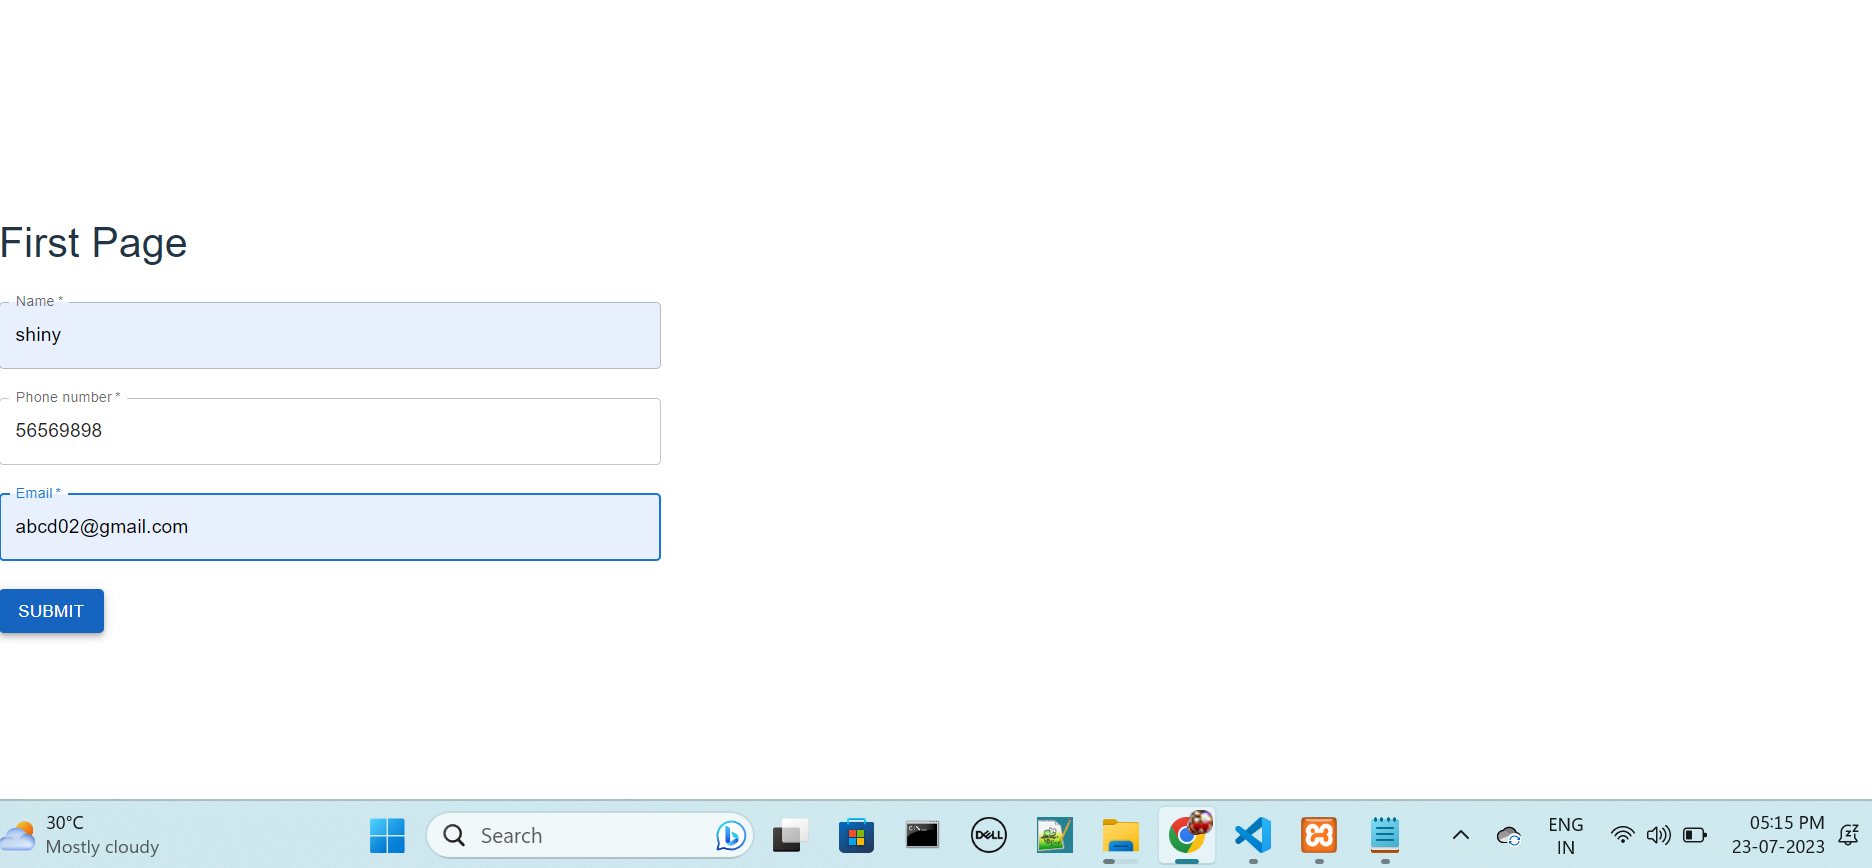 First Page
Name *
shiny
Phone number *
56569898
Email *
abcd02@gmail.com
SUBMIT
30°C
Mostly cloudy
Search
DELL
ENG
IN
05:15 PM
23-07-2023